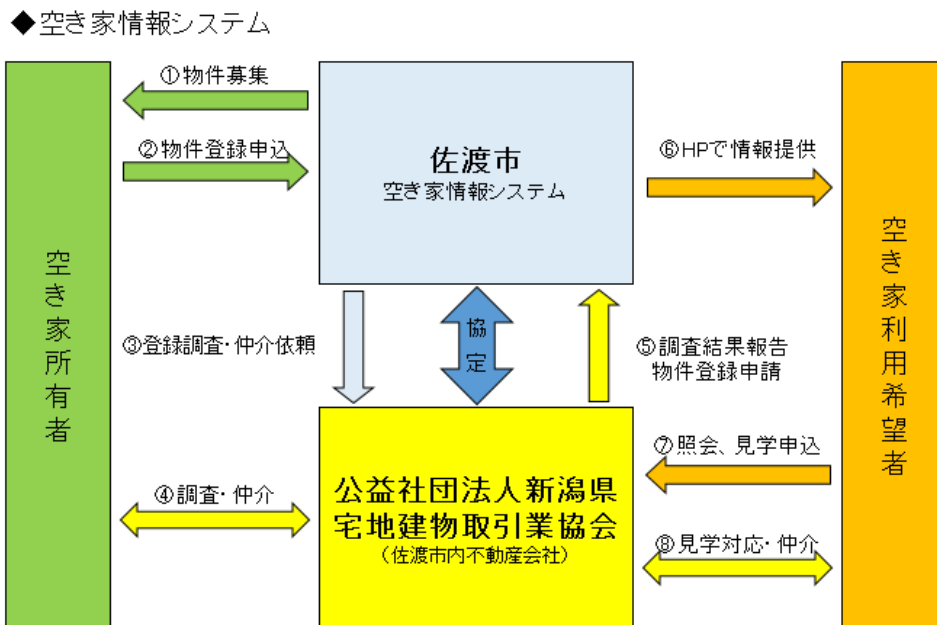 ◆空き家情報システム
①物件募集
②物件登録申込
佐渡市
空き家情報システム
⑥HPで情報提供
空き家所有者
空き家利用希望者
③登録調査・仲介依頼
協定
⑤調査結果報告
物件登録申請
④調査・仲介
公益社団法人新潟県
宅地建物取引業協会
（佐渡市内不動産会社）
⑦照会、見学申込
⑧見学対応・仲介